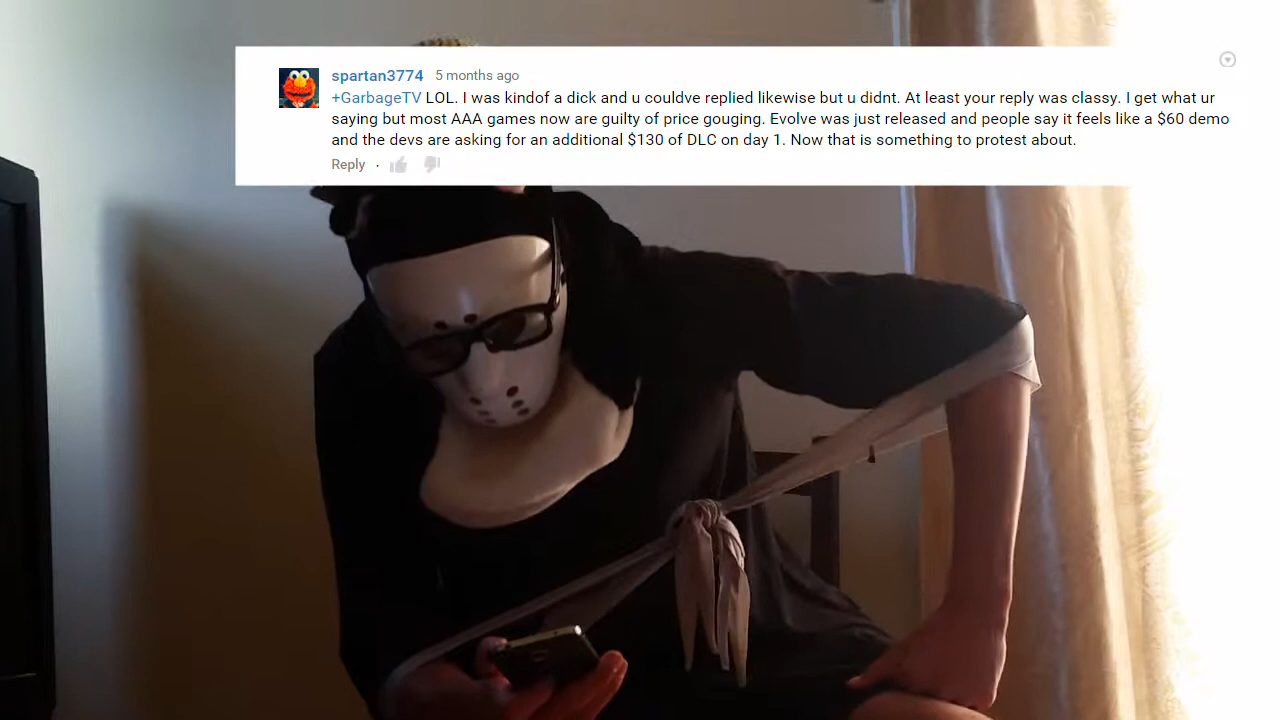 spartan3774 5 months ago
+GarbageTV LOL. I was kindof a dick and u couldve replied likewise but u didnt. At least your reply was classy. I get what ur
saying but most AAA games now are guilty of price gouging. Evolve was just released and people say it feels like a $60 demo
and the devs are asking for an additional $130 of DLC on day 1. Now that is something to protest about.
Reply ·